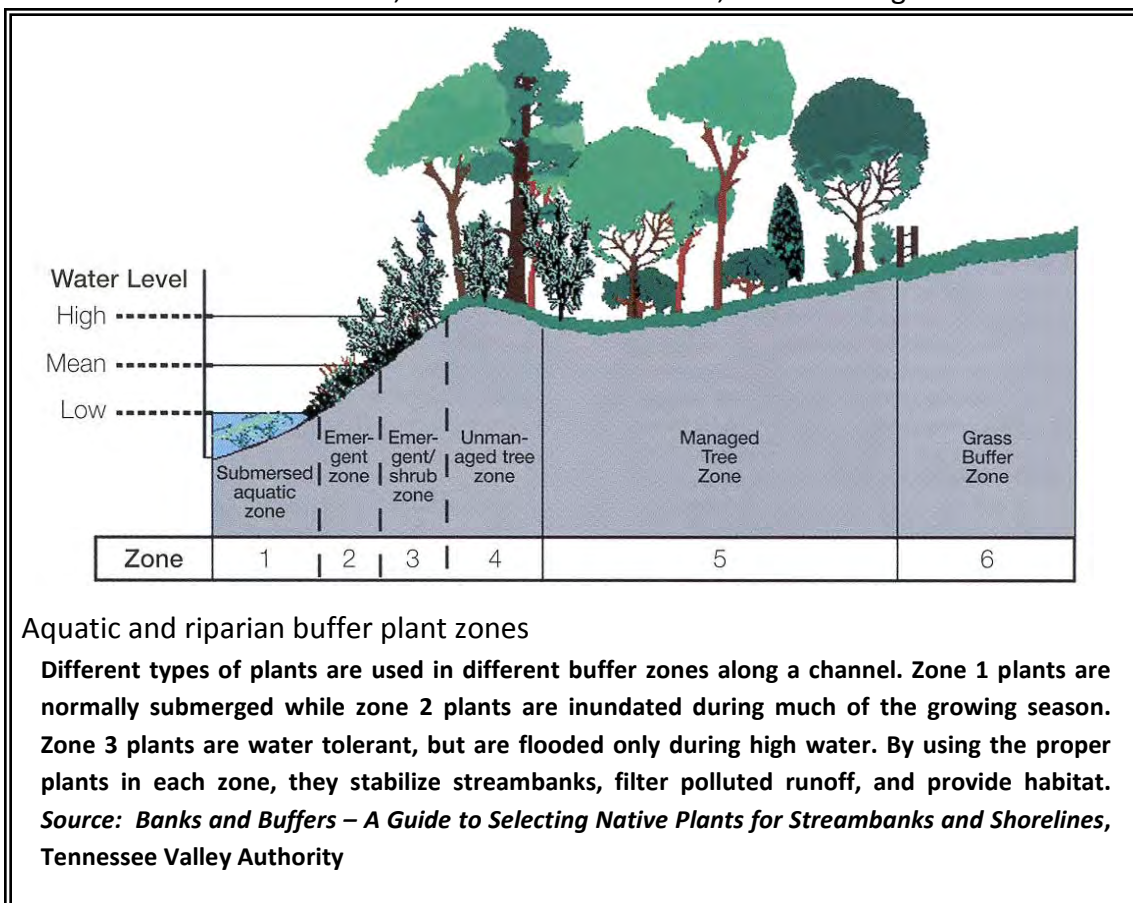 Water Level
High
Mean
Low
Submersed
aquatic
zone
Emer-
gent
zone
Emer-
gent/
shrub
zone
Unman-
aged tree
zone
Managed
Tree
Zone
Grass
Buffer
Zone
Zone 1 2 3 4 5 6
Aquatic and riparian buffer plant zones
Different types of plants are used in different buffer zones along a channel. Zone 1 plants are
normally submerged while zone 2 plants are inundated during much of the growing season.
Zone 3 plants are water tolerant, but are flooded only during high water. By using the proper
plants in each zone, they stabilize streambanks, filter polluted runoff, and provide habitat.
Source: Banks and Buffers – A Guide to Selecting Native Plants for Streambanks and Shorelines,
Tennessee Valley Authority